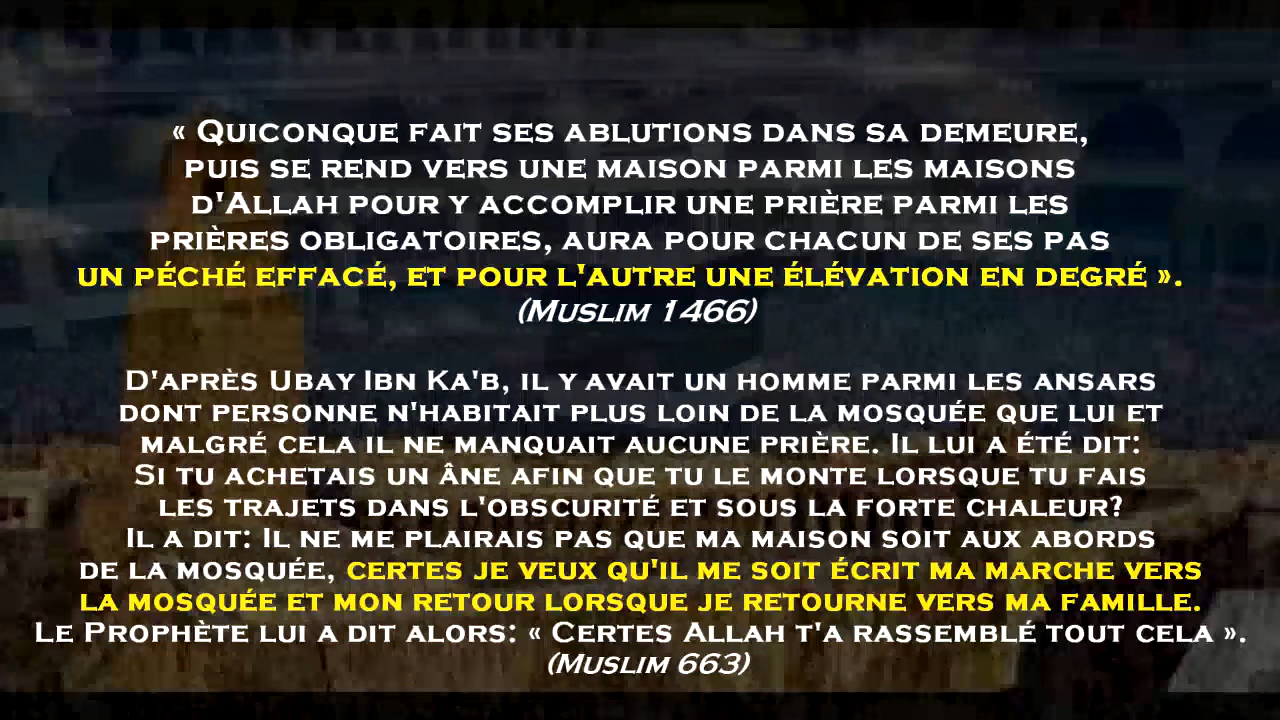 « Quiconque fait ses ablutions dans sa demeure,
puis se rend vers une maison parmi les maisons
d'Allah pour y accomplir une prière parmi les
prières obligatoires, aura pour chacun de ses pas
un péché effacé, et pour l'autre une élévation en degré ».
(Muslim 1466)
D'après Ubay Ibn Ka'b, il y avait un homme parmi les ansars
dont personne n'habitait plus loin de la mosquée que lui et
malgré cela il ne manquait aucune prière. Il lui a été dit:
Si tu achetais un âne afin que tu le monte lorsque tu fais
les trajets dans l'obscurité et sous la forte chaleur?
Il a dit: Il ne me plairais pas que ma maison soit aux abords
de la mosquée, certes je veux qu'il me soit écrit ma marche vers
la mosquée et mon retour lorsque je retourne vers ma famille.
Le Prophète lui a dit alors: « Certes Allah t'a rassemblé tout cela ».
(Muslim 663)